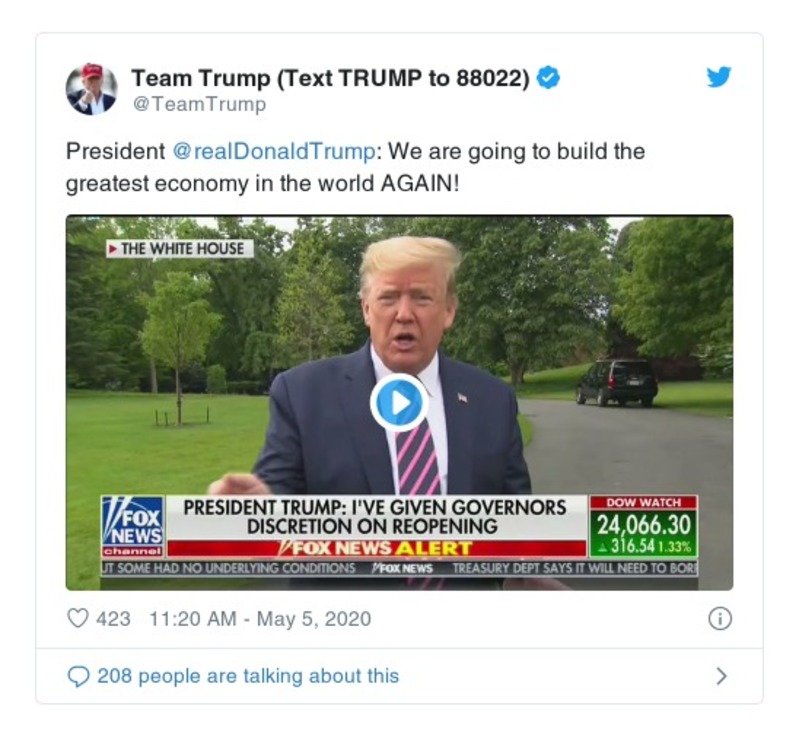 Team Trump (Text TRUMP to 88022)
@TeamTrump
President @realDonaldTrump: We are going to build the
greatest economy in the world AGAIN!
THE WHITE HOUSE
PRESIDENT TRUMP: I'VE GIVEN GOVERNORS
DISCRETION ON REOPENING
FOX NEWS ALERT
FOX
NEWS
channel
DOW WATCH
24,066.30
316.54 1.33%
UT SOME HAD NO UNDERLYING CONDITIONS FOX NEWS TREASURY DEPT SAYS IT WILL NEED TO BOR
423 11:20 AM - May 5, 2020
208 people are talking about this